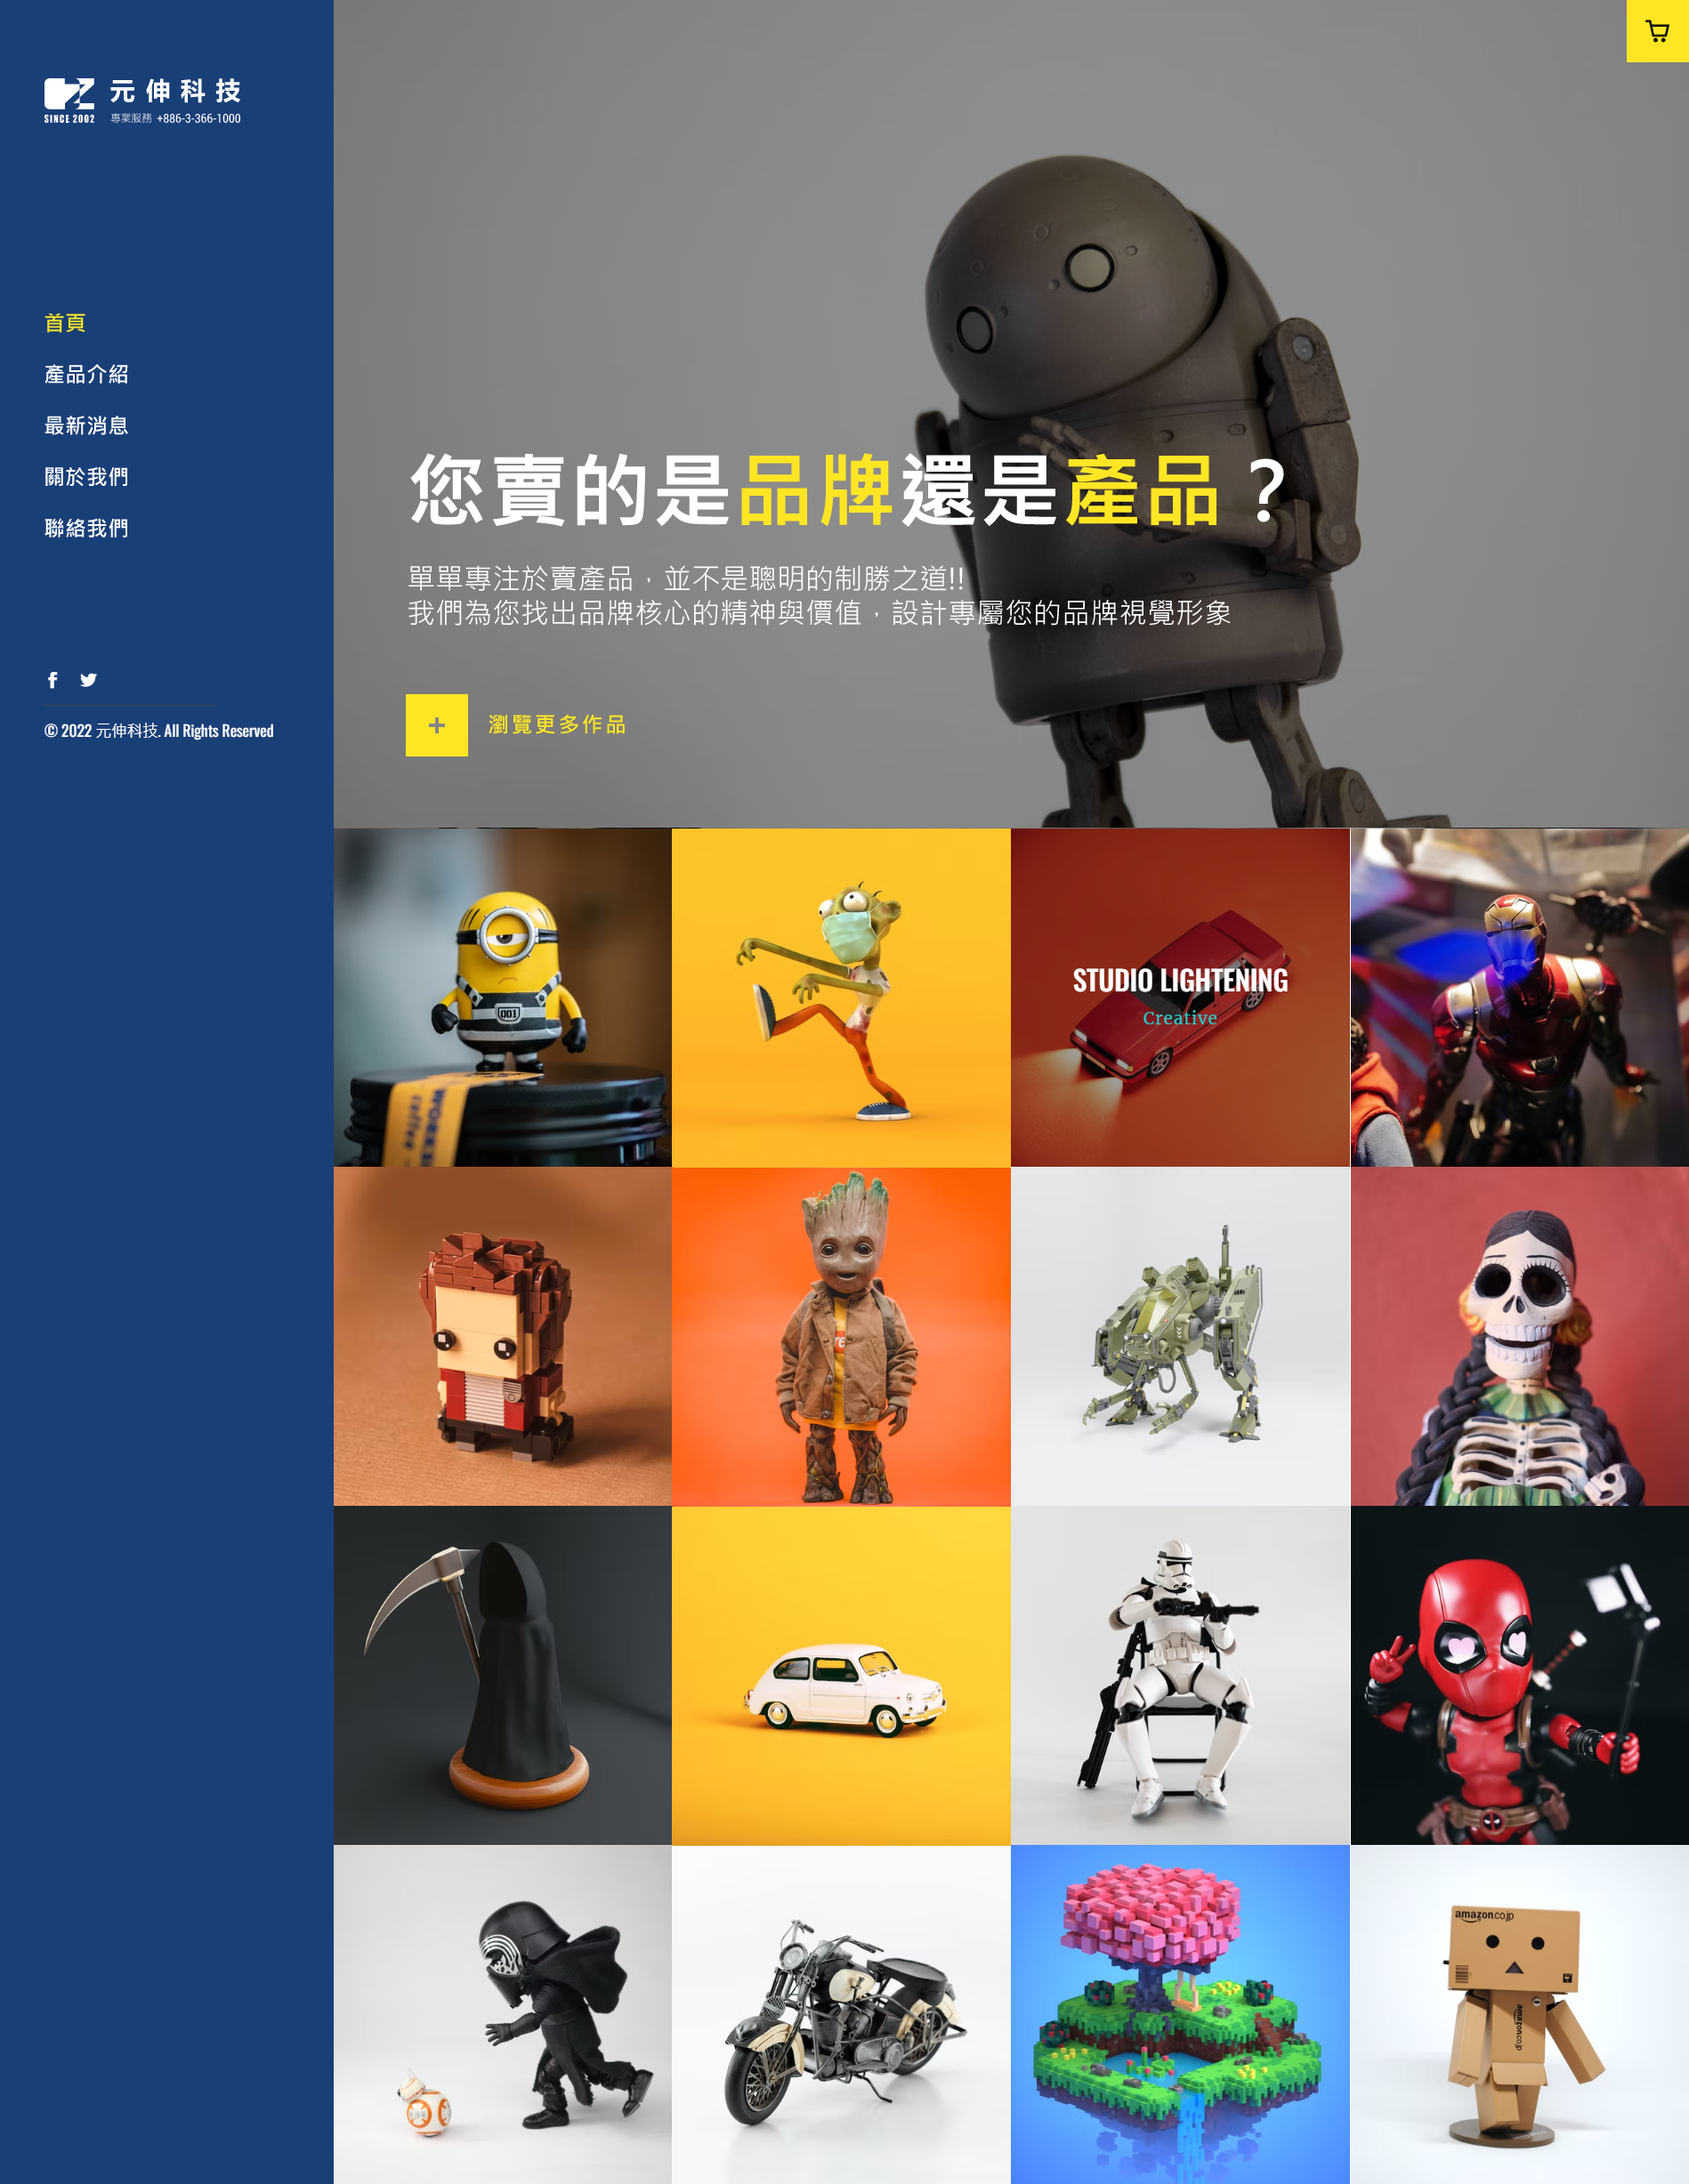 元伸科技
SINCE 2002
專業服務 +886-3-366-1000
首頁
產品介紹
最新消息
關於我們
聯絡我們
© 2022 元伸科技. All Rights Reserved
您賣的是品牌還是產品？
單單專注於賣產品，並不是聰明的制勝之道!!
我們為您找出品牌核心的精神與價值，設計專屬您的品牌視覺形象
+
瀏覽更多作品
001
STUDIO LIGHTENING
Creative
amazon.co.jp
amazon.co.jp